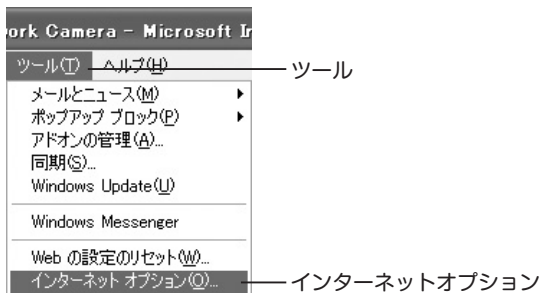 ork Camera - Microsoft In
ツール(T) ヘルプ(H)
ツール
メールとニュース(M)
ポップアップ ブロック(P)
アドオンの管理(A)...
同期(S)...
Windows Update(U)
Windows Messenger
Web の設定のリセット(W)...
インターネット オプション(O)...
インターネットオプション